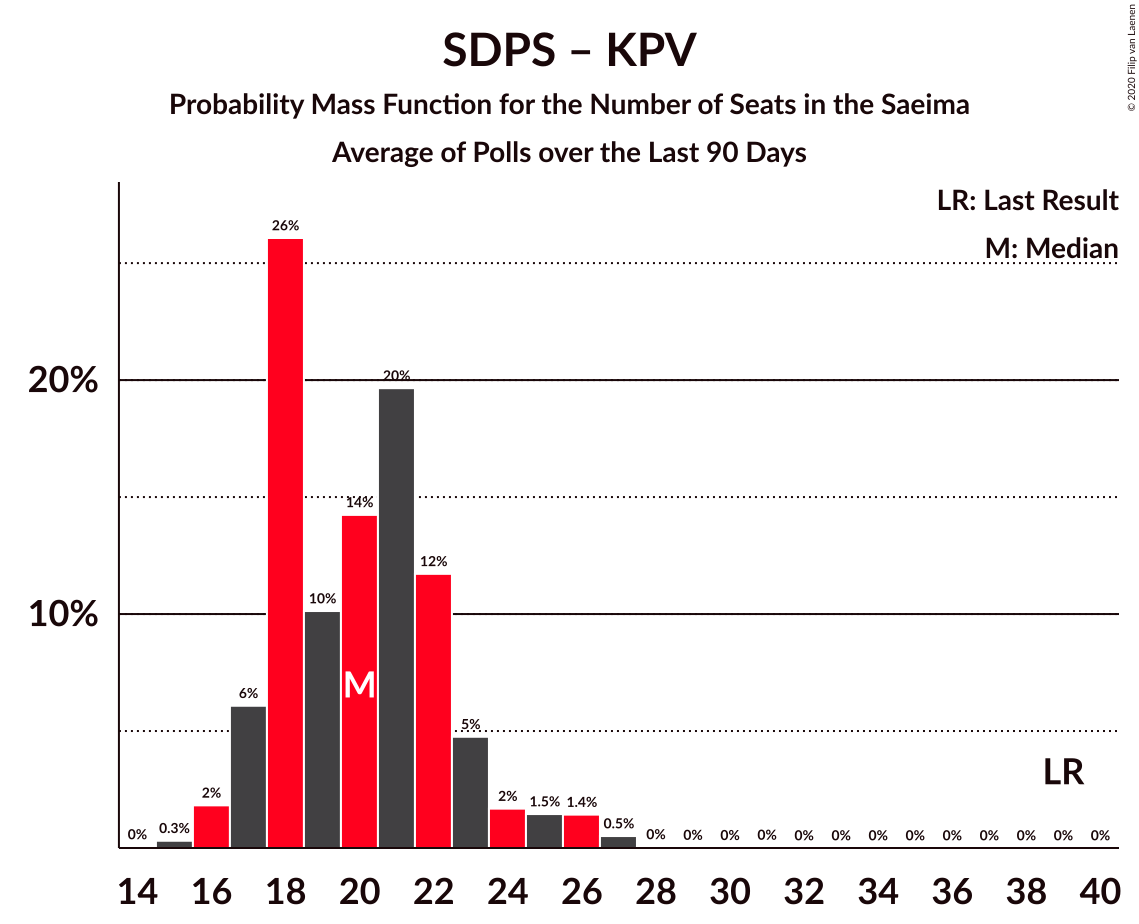 SDPS – KPV
Probability Mass Function for the Number of Seats in the Saeima
Average of Polls over the Last 90 Days
© 2020 Filip van Laenen
LR: Last Result
M: Median
20%
10%
0% 0.3% 2% 6% 26% 10% 14% 20% 12% 5% 2% 1.5% 1.4% 0.5% 0% 0% 0% 0% 0% 0% 0% 0% 0% 0% 0% 0% 0%
M
LR
14 16 18 20 22 24 26 28 30 32 34 36 38 40